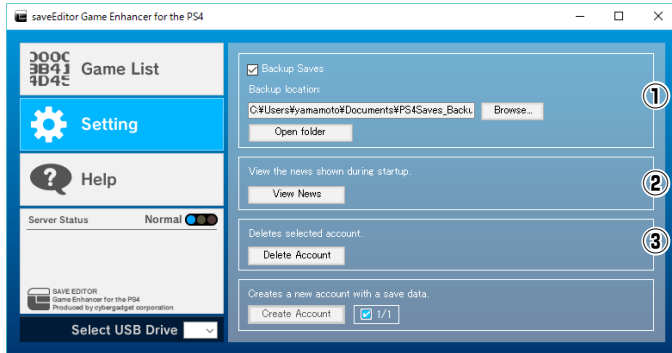 saveEditor Game Enhancer for the PS4
000C
3B41
4D45
Game List
Setting
Help
Server Status Normal
SAVE EDITOR
Game Enhancer for the PS4
Produced by cybergadget corporation
Select USB Drive
Backup Saves
Backup location:
C:¥Users¥yamamoto¥Documents¥PS4Saves_Backu
Browse...
Open folder
①
View the news shown during startup.
View News
②
Deletes selected account.
Delete Account
③
Creates a new account with a save data.
Create Account 1/1